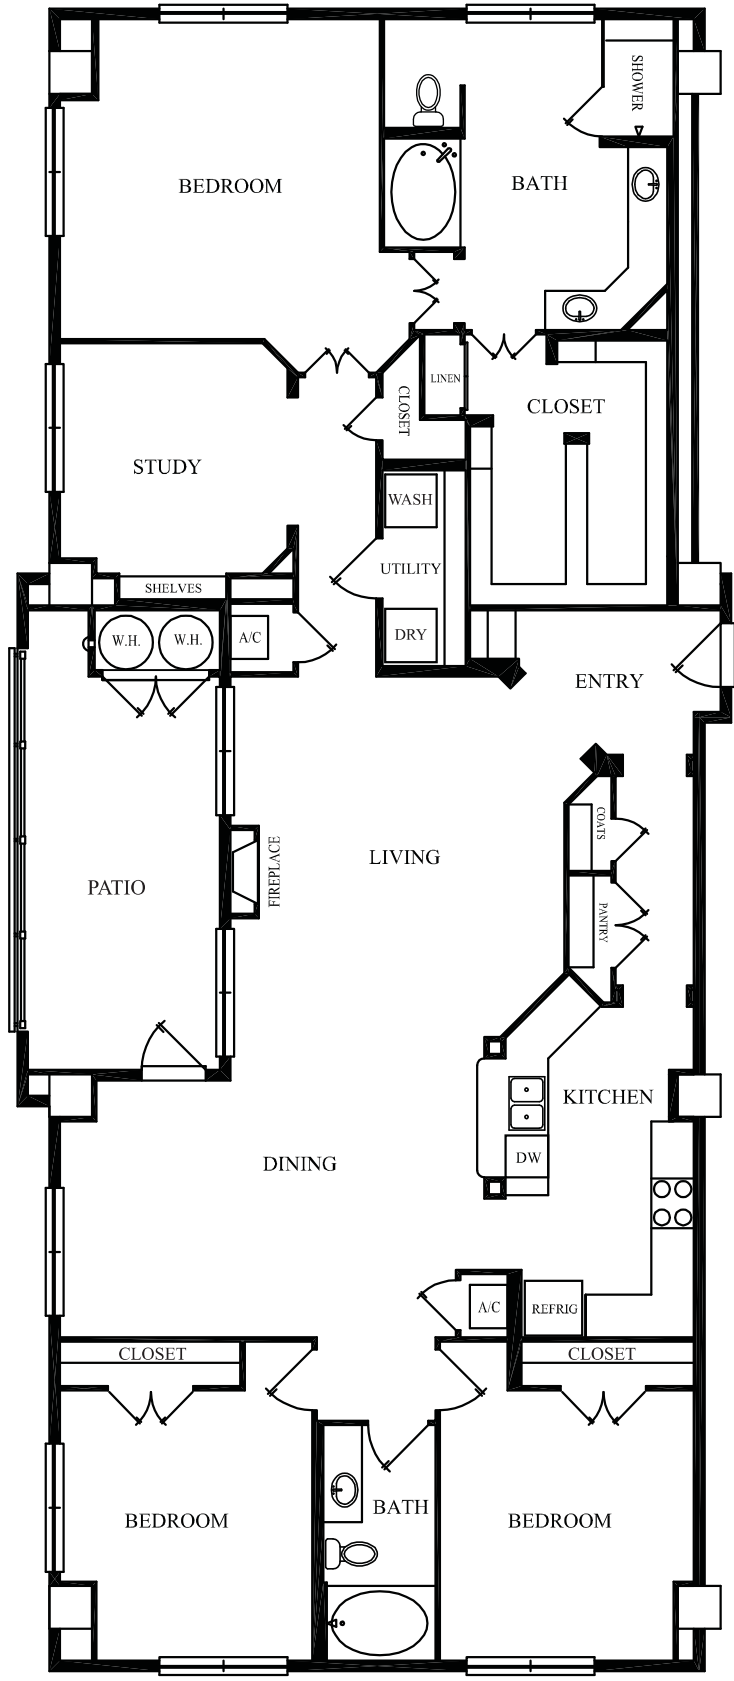 SHOWER
BEDROOM
BATH
LINEN
CLOSET
CLOSET
STUDY
WASH
UTILITY
SHELVES
DRY
W.H.
W.H.
A/C
ENTRY
COATS
LIVING
FIREPLACE
PATIO
PANTRY
KITCHEN
DINING
DW
A/C
REFRIG
CLOSET
CLOSET
BATH
BEDROOM
BEDROOM